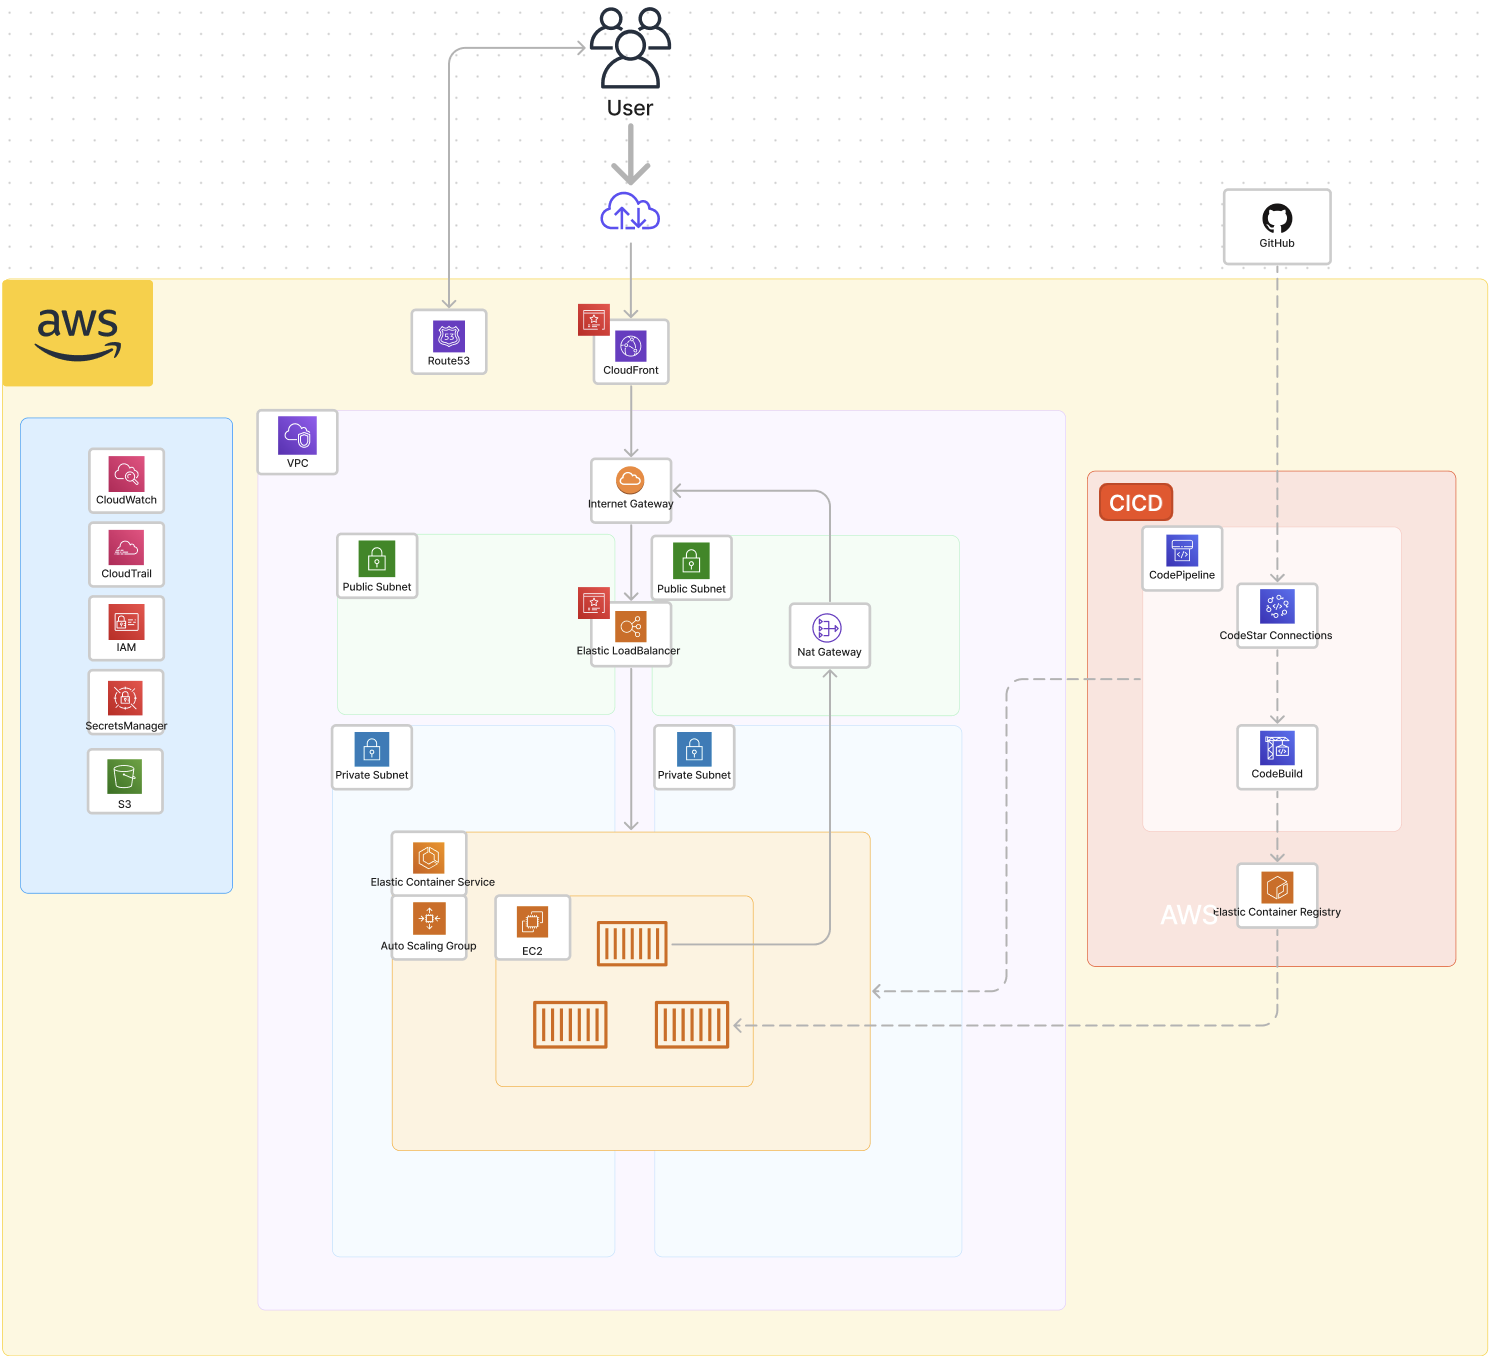 User
GitHub
aws
53
Route53
CloudFront
VPC
CloudWatch
Internet Gateway
CICD
CloudTrail
Public Subnet
Public Subnet
CodePipeline
IAM
Elastic LoadBalancer
Nat Gateway
CodeStar Connections
SecretsManager
Private Subnet
Private Subnet
CodeBuild
S3
Elastic Container Service
Auto Scaling Group
EC2
AWS
Elastic Container Registry